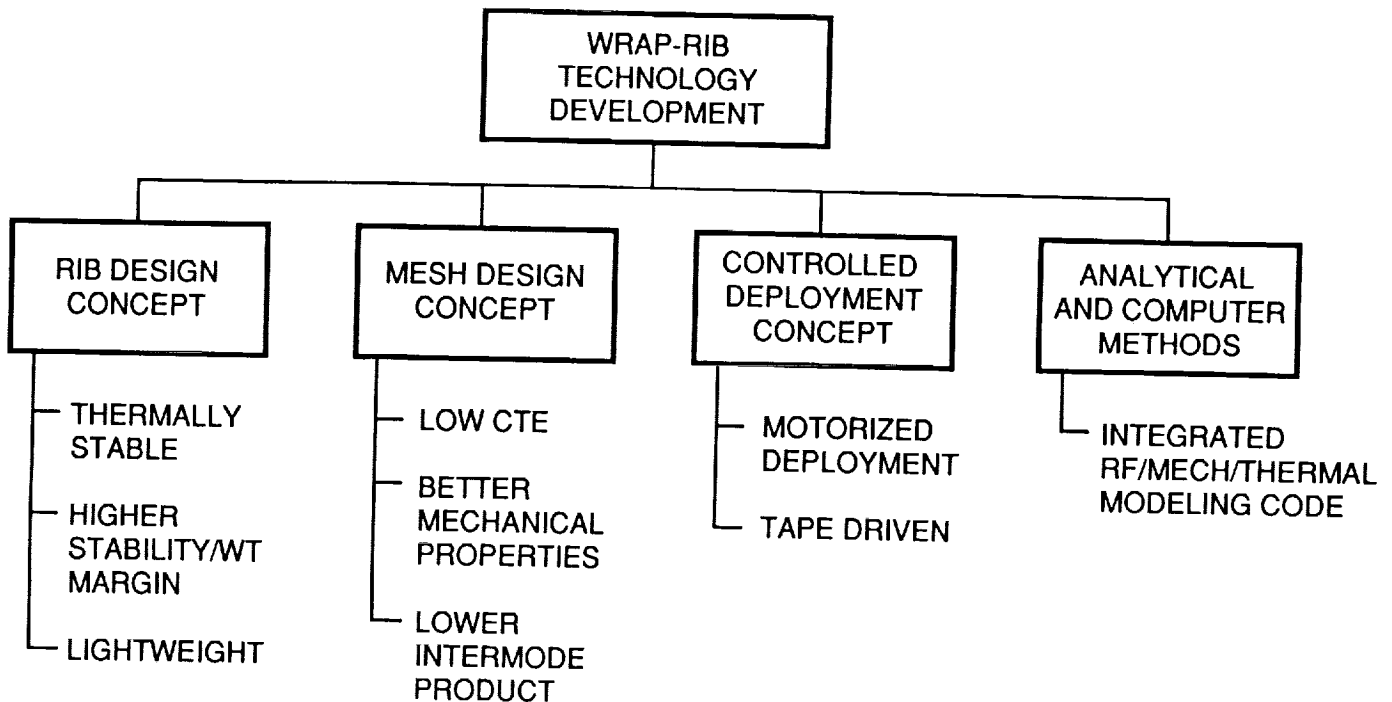 WRAP-RIB
TECHNOLOGY
DEVELOPMENT
RIB DESIGN
CONCEPT
THERMALLY
STABLE
HIGHER
STABILITY/WT
MARGIN
LIGHTWEIGHT
MESH DESIGN
CONCEPT
LOW CTE
BETTER
MECHANICAL
PROPERTIES
LOWER
INTERMODE
PRODUCT
CONTROLLED
DEPLOYMENT
CONCEPT
MOTORIZED
DEPLOYMENT
TAPE DRIVEN
ANALYTICAL
AND COMPUTER
METHODS
INTEGRATED
RF/MECH/THERMAL
MODELING CODE